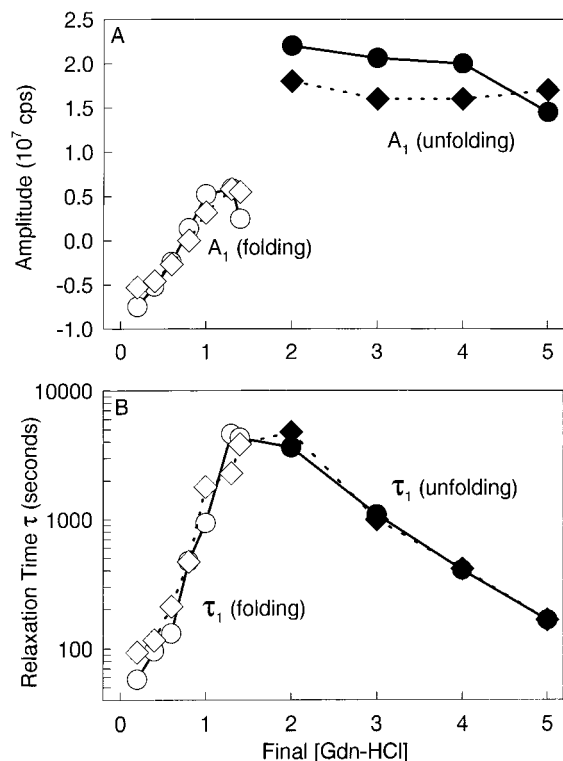 A
2.5
2.0
1.5
1.0
0.5
0.0
-0.5
-1.0
Amplitude (10⁷ cps)
A₁ (unfolding)
A₁ (folding)
0 1 2 3 4 5
B
10000
1000
100
Relaxation Time τ (seconds)
τ₁ (unfolding)
τ₁ (folding)
0 1 2 3 4 5
Final [Gdn-HCl]